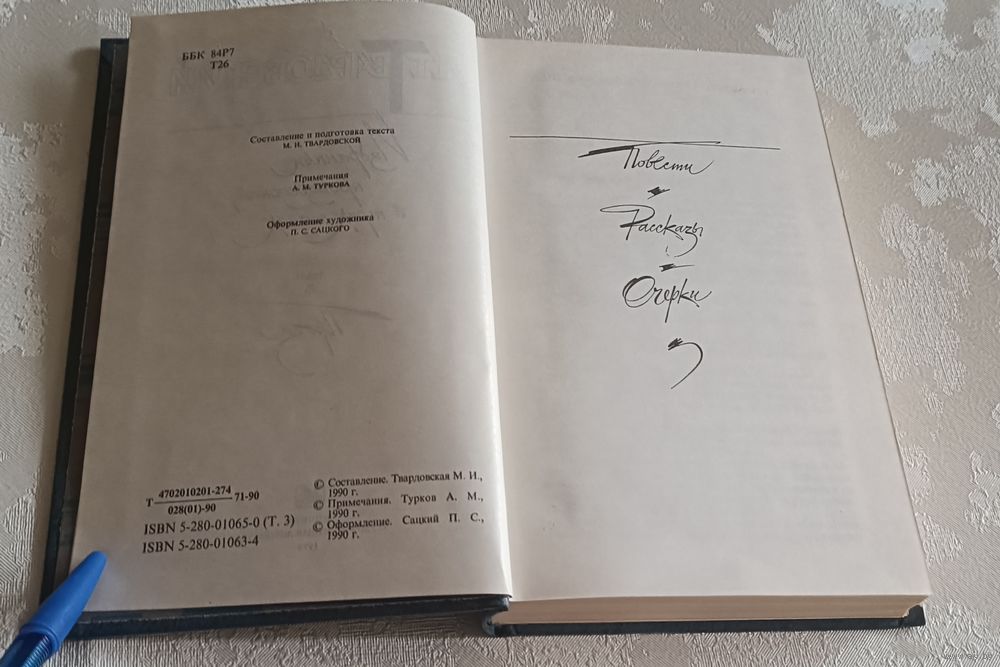 ББК 84Р7
Т26
Составление и подготовка текста
М. И. ТВАРДОВСКОЙ
Примечания
А. М. ТУРКОВА
Оформление художника
П. С. САЦКОГО
Т 4702010201-274 71-90
028(01)-90
ISBN 5-280-01065-0 (Т. 3)
ISBN 5-280-01063-4
© Составление. Твардовская М. И.,
1990 г.
© Примечания. Турков А. М.,
1990 г.
© Оформление. Сацкий П. С.,
1990 г.
Повести
Рассказы
Очерки